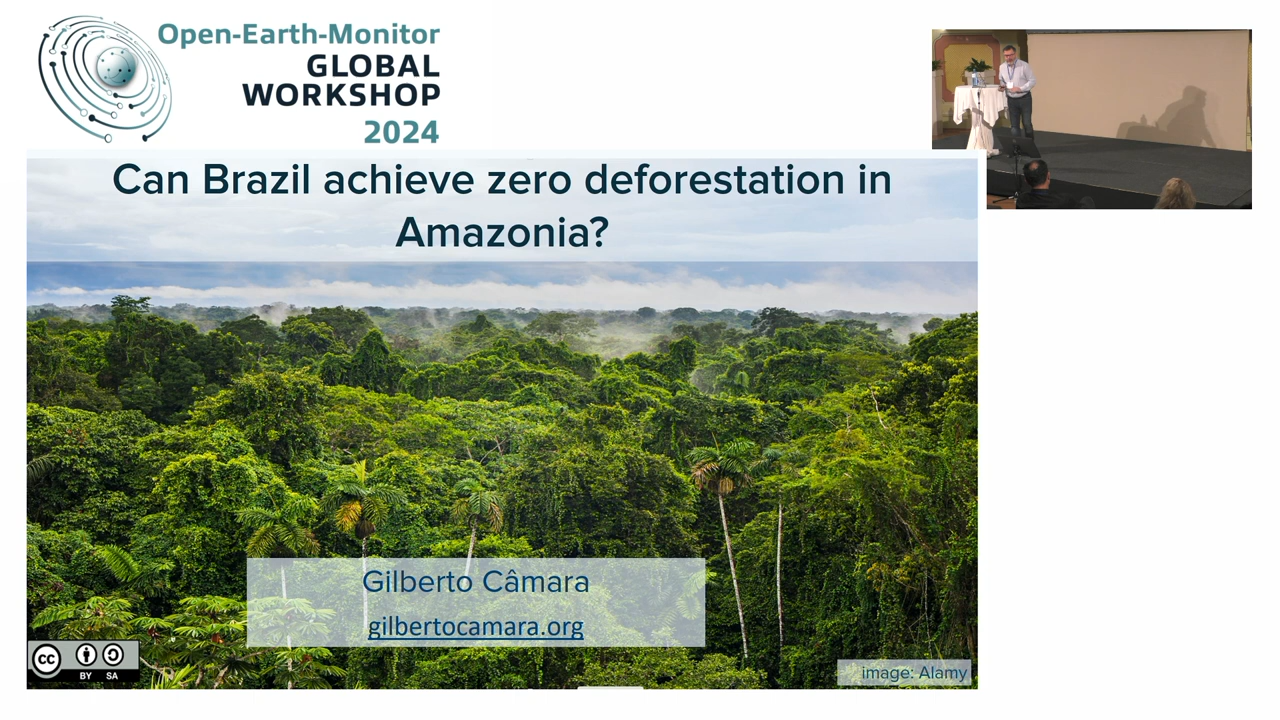 Open-Earth-Monitor
GLOBAL
WORKSHOP
2024
Can Brazil achieve zero deforestation in
Amazonia?
Gilberto Câmara
gilbertocamara.org
cc
BY SA
image: Alamy